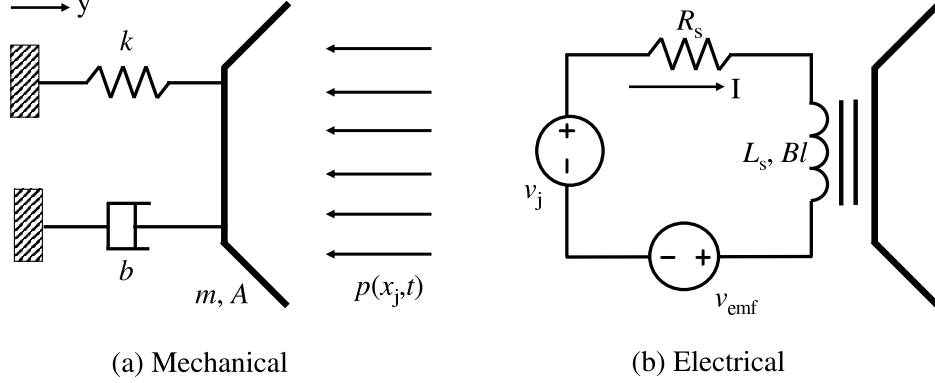 y
k
b
m, A
p(x_j,t)
(a) Mechanical
R_s
I
+
−
v_j
L_s, Bl
− +
v_emf
(b) Electrical